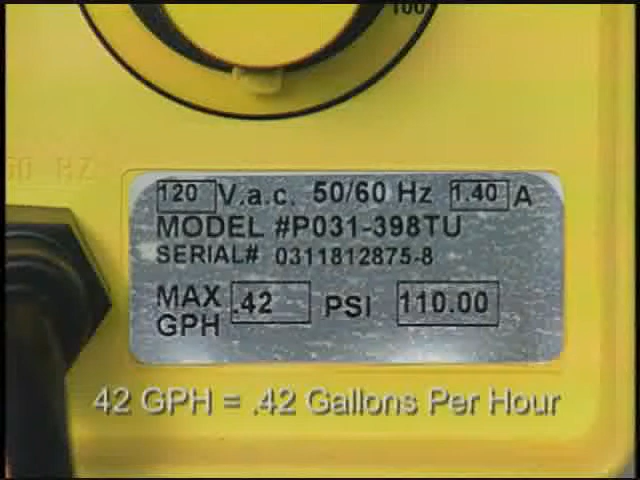 100
50 HZ
120 V.a.c. 50/60 Hz 1.40 A
MODEL #P031-398TU
SERIAL# 0311812875-8
MAX GPH .42 PSI 110.00
42 GPH = .42 Gallons Per Hour